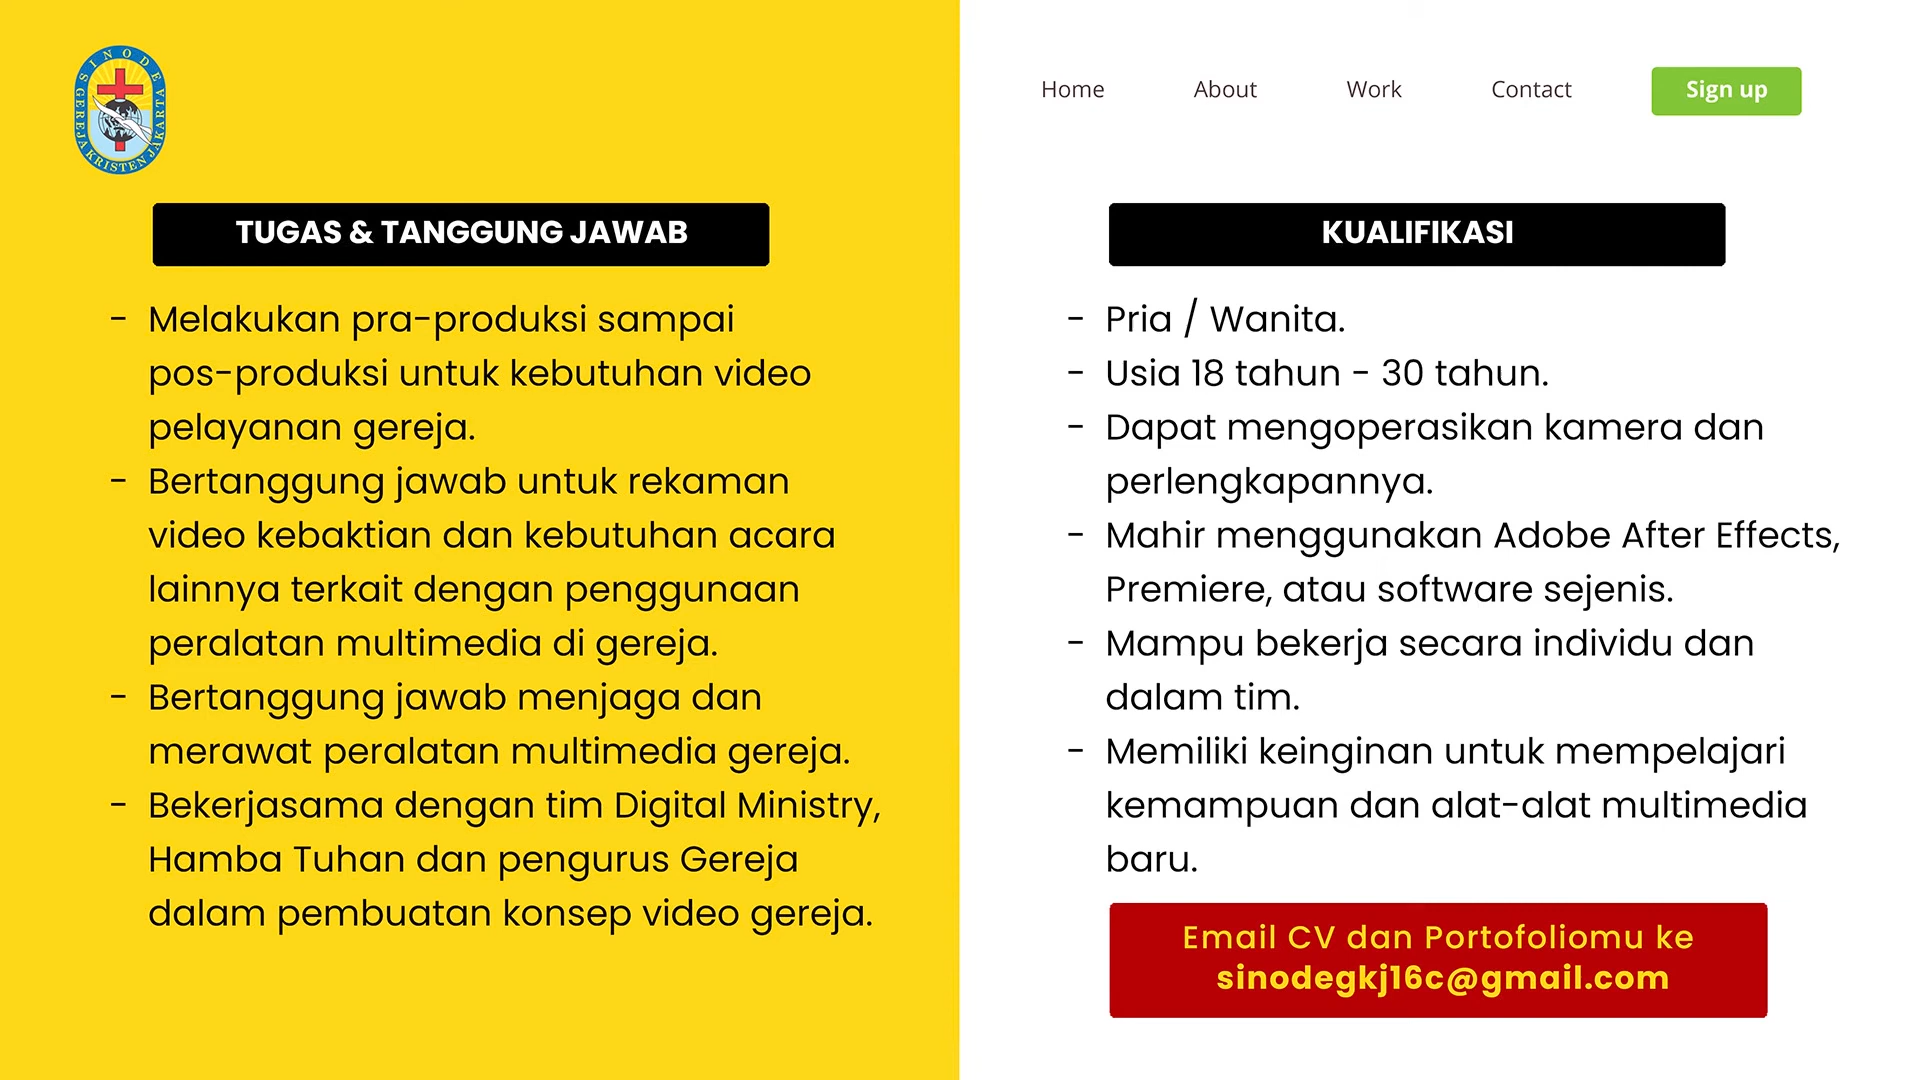 SINODE
GEREJA KRISTEN JAKARTA
Home
About
Work
Contact
Sign up
TUGAS & TANGGUNG JAWAB
- Melakukan pra-produksi sampai
pos-produksi untuk kebutuhan video
pelayanan gereja.
- Bertanggung jawab untuk rekaman
video kebaktian dan kebutuhan acara
lainnya terkait dengan penggunaan
peralatan multimedia di gereja.
- Bertanggung jawab menjaga dan
merawat peralatan multimedia gereja.
- Bekerjasama dengan tim Digital Ministry,
Hamba Tuhan dan pengurus Gereja
dalam pembuatan konsep video gereja.
KUALIFIKASI
- Pria / Wanita.
- Usia 18 tahun - 30 tahun.
- Dapat mengoperasikan kamera dan
perlengkapannya.
- Mahir menggunakan Adobe After Effects,
Premiere, atau software sejenis.
- Mampu bekerja secara individu dan
dalam tim.
- Memiliki keinginan untuk mempelajari
kemampuan dan alat-alat multimedia
baru.
Email CV dan Portofoliomu ke
sinodegkj16c@gmail.com